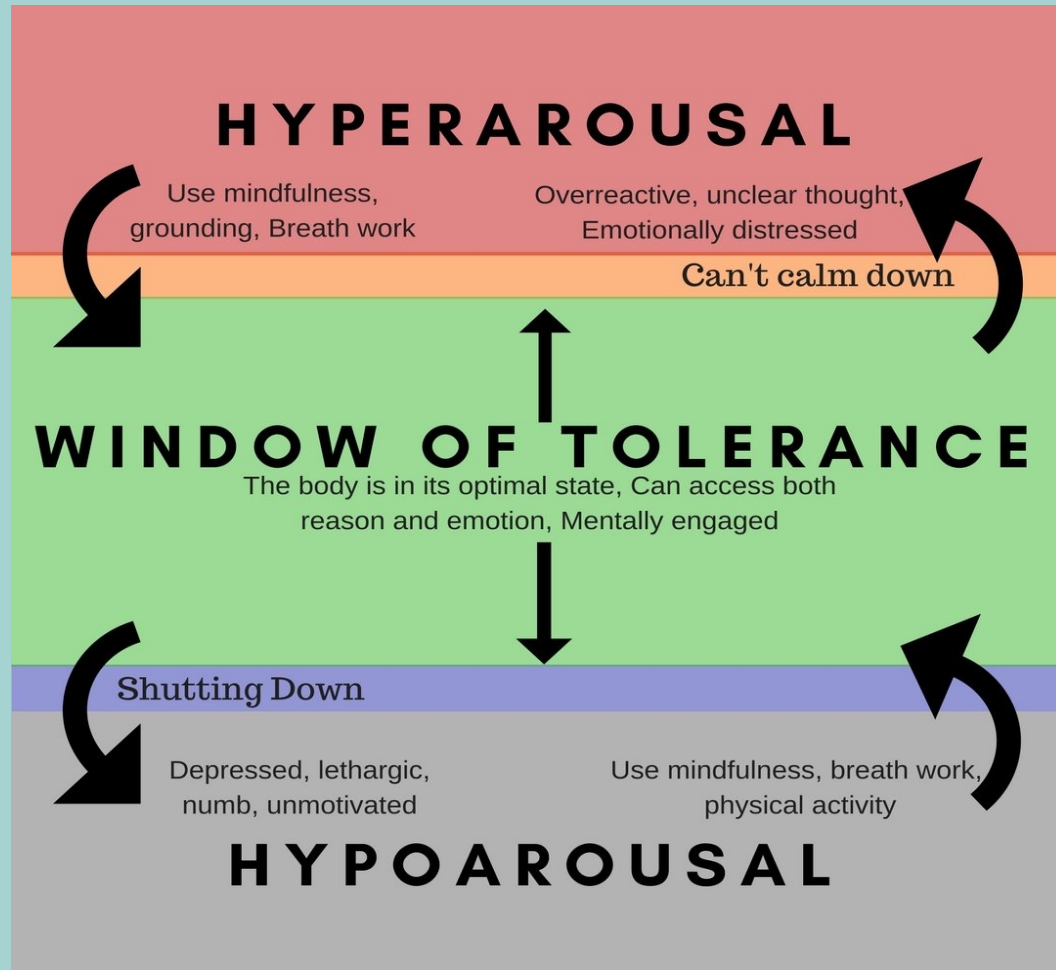 HYPERAROUSAL
Use mindfulness,
grounding, Breath work
Overreactive, unclear thought,
Emotionally distressed
Can't calm down
WINDOW OF TOLERANCE
The body is in its optimal state, Can access both
reason and emotion, Mentally engaged
Shutting Down
Depressed, lethargic,
numb, unmotivated
Use mindfulness, breath work,
physical activity
HYPOAROUSAL